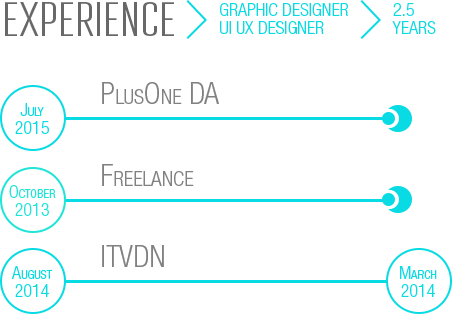 EXPERIENCE
GRAPHIC DESIGNER
UI UX DESIGNER
2.5
YEARS
PlusOne DA
July
2015
Freelance
October
2013
ITVDN
August
2014
March
2014